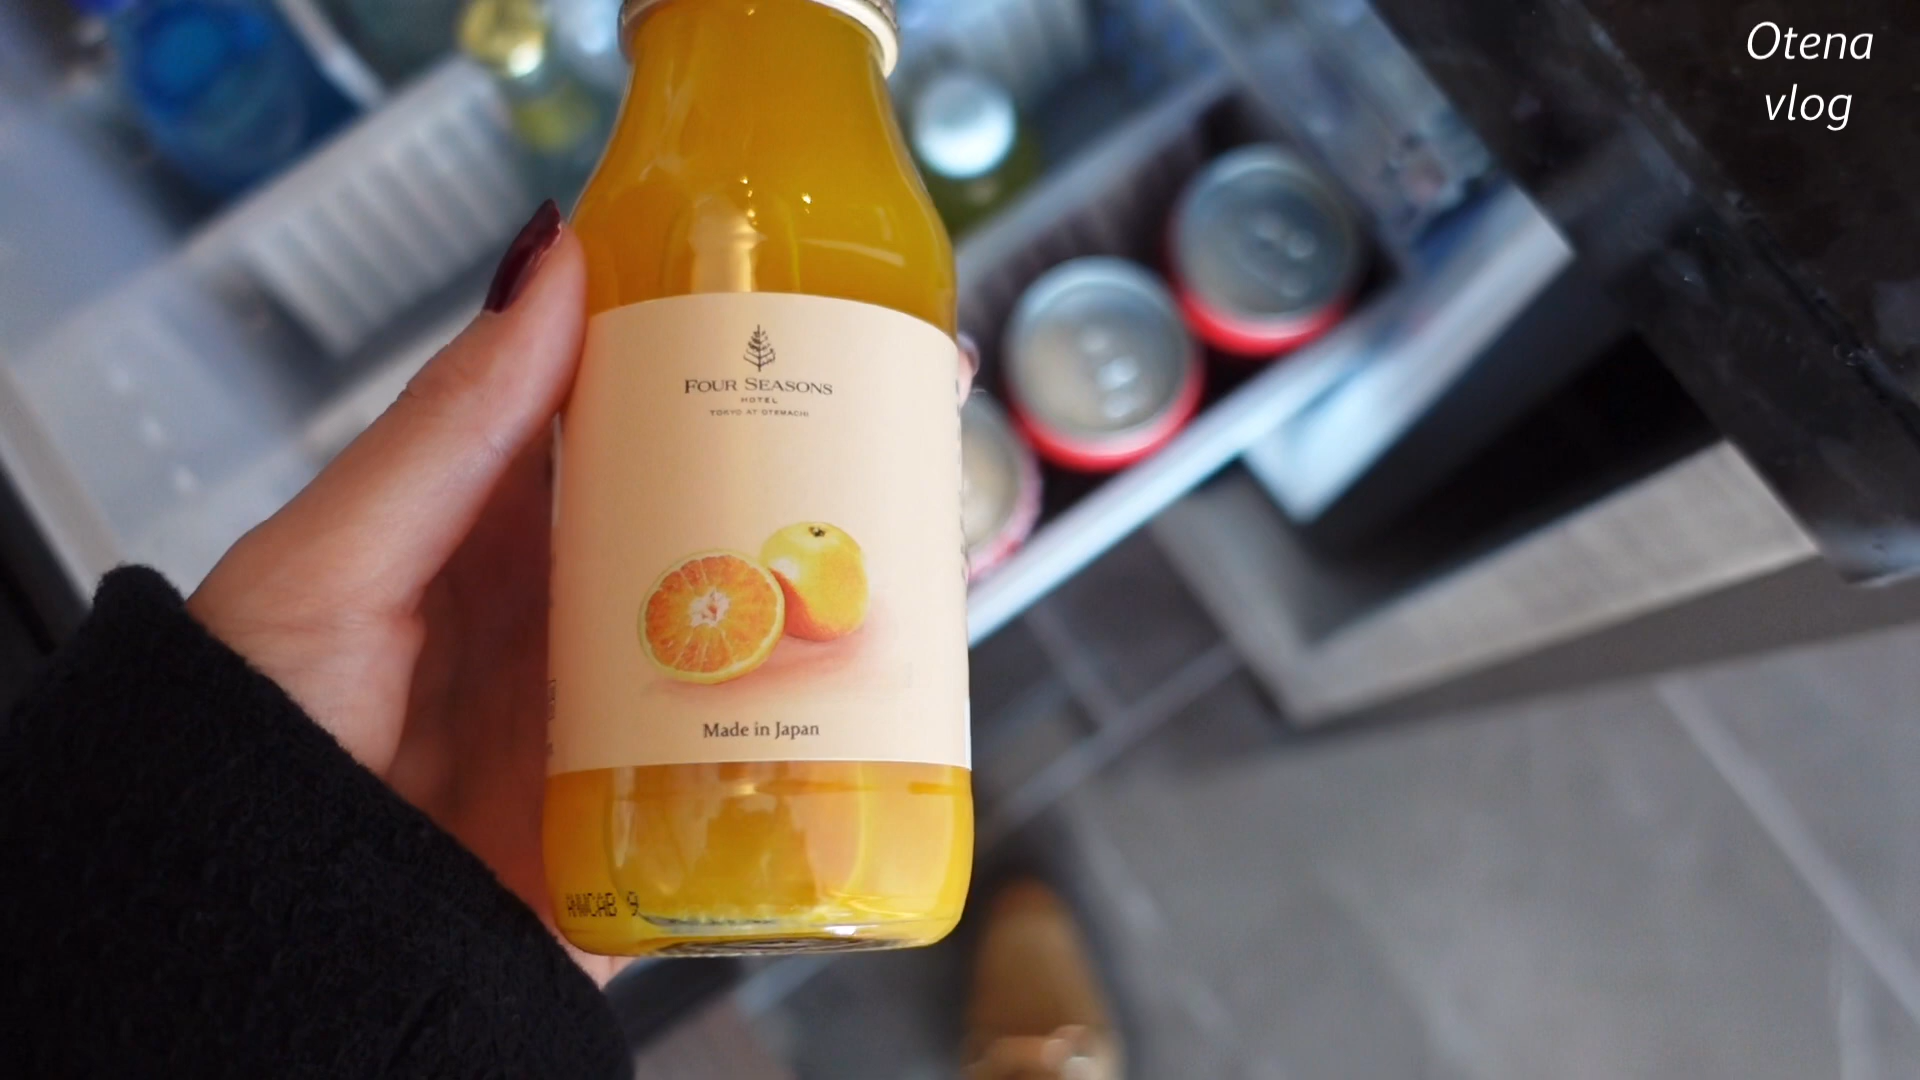 Otena
vlog
FOUR SEASONS
HOTEL
TOKYO AT OTEMACHI
Made in Japan